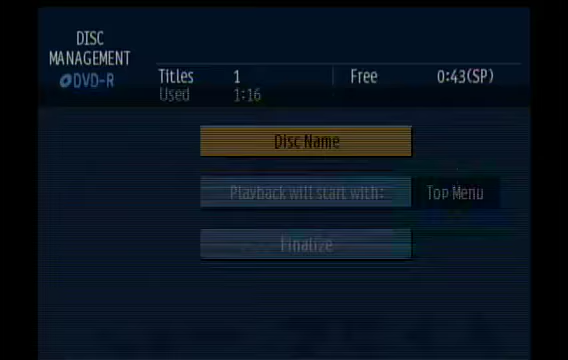 DISC
MANAGEMENT
DVD-R
Titles 1 Free 0:43(SP)
Used 1:16
Disc Name
Playback will start with: Top Menu
Finalize